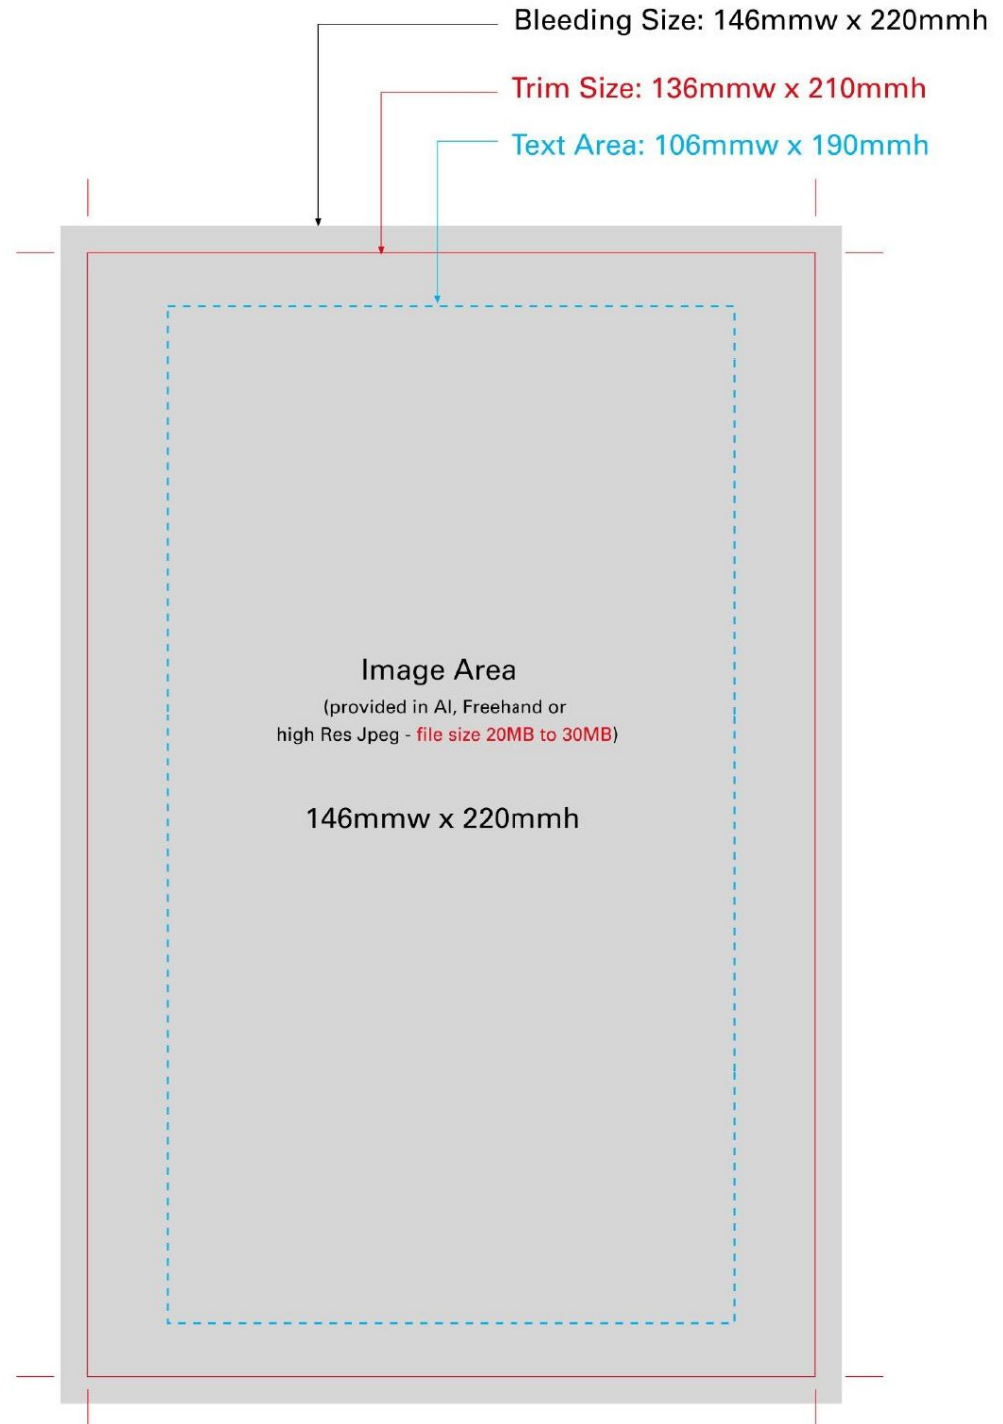 Bleeding Size: 146mmw x 220mmh
Trim Size: 136mmw x 210mmh
Text Area: 106mmw x 190mmh
Image Area
(provided in AI, Freehand or
high Res Jpeg - file size 20MB to 30MB)
146mmw x 220mmh